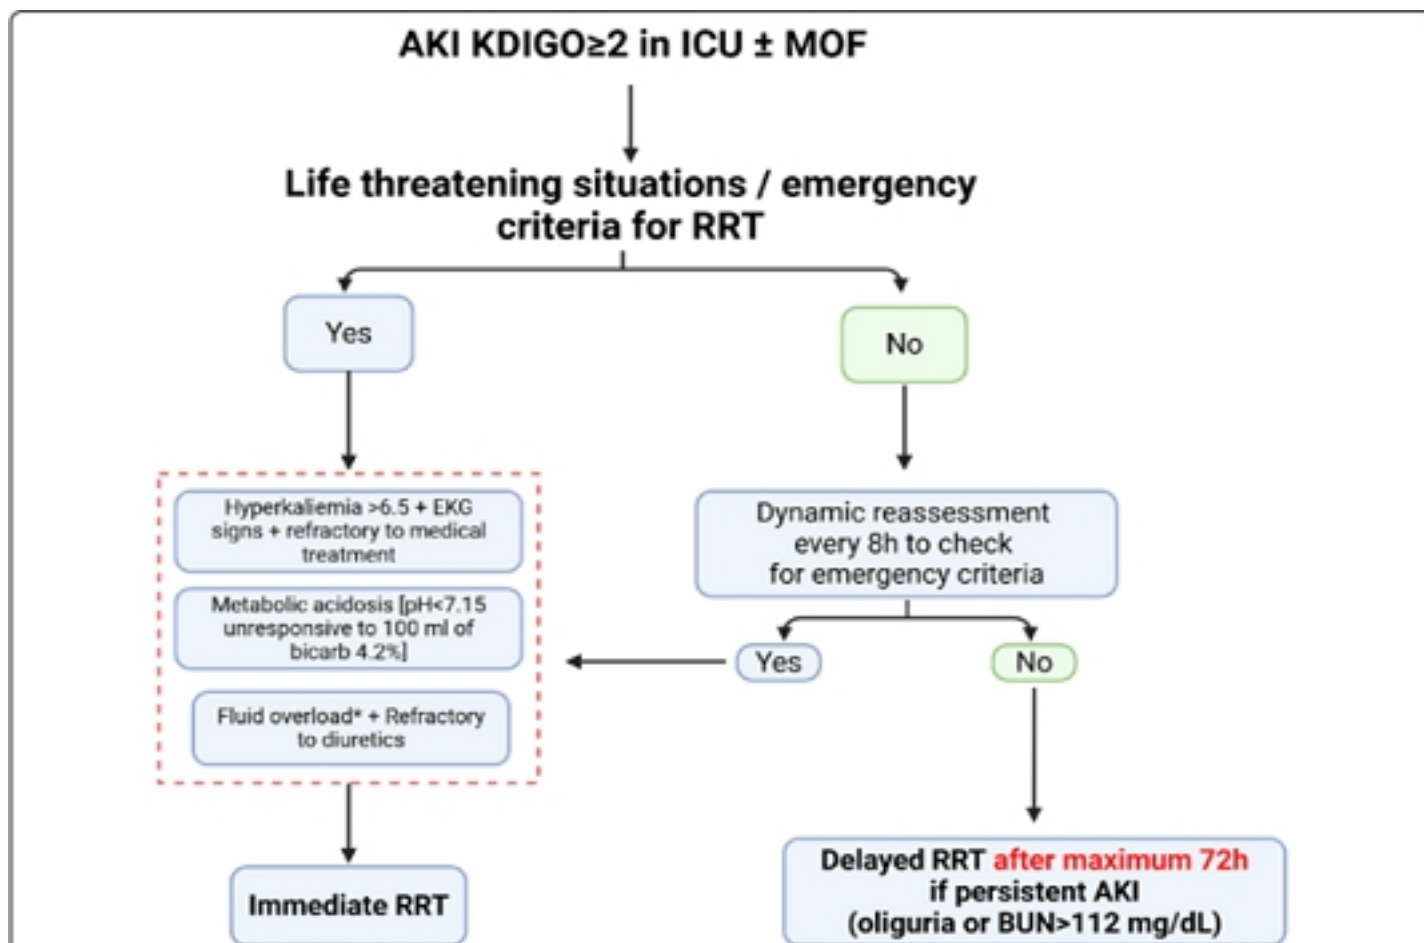 AKI KDIGO≥2 in ICU ± MOF
Life threatening situations / emergency
criteria for RRT
Yes
No
Hyperkaliemia >6.5 + EKG
signs + refractory to medical
treatment
Metabolic acidosis [pH<7.15
unresponsive to 100 ml of
bicarb 4.2%]
Fluid overload* + Refractory
to diuretics
Immediate RRT
Dynamic reassessment
every 8h to check
for emergency criteria
Yes
No
Delayed RRT after maximum 72h
if persistent AKI
(oliguria or BUN>112 mg/dL)